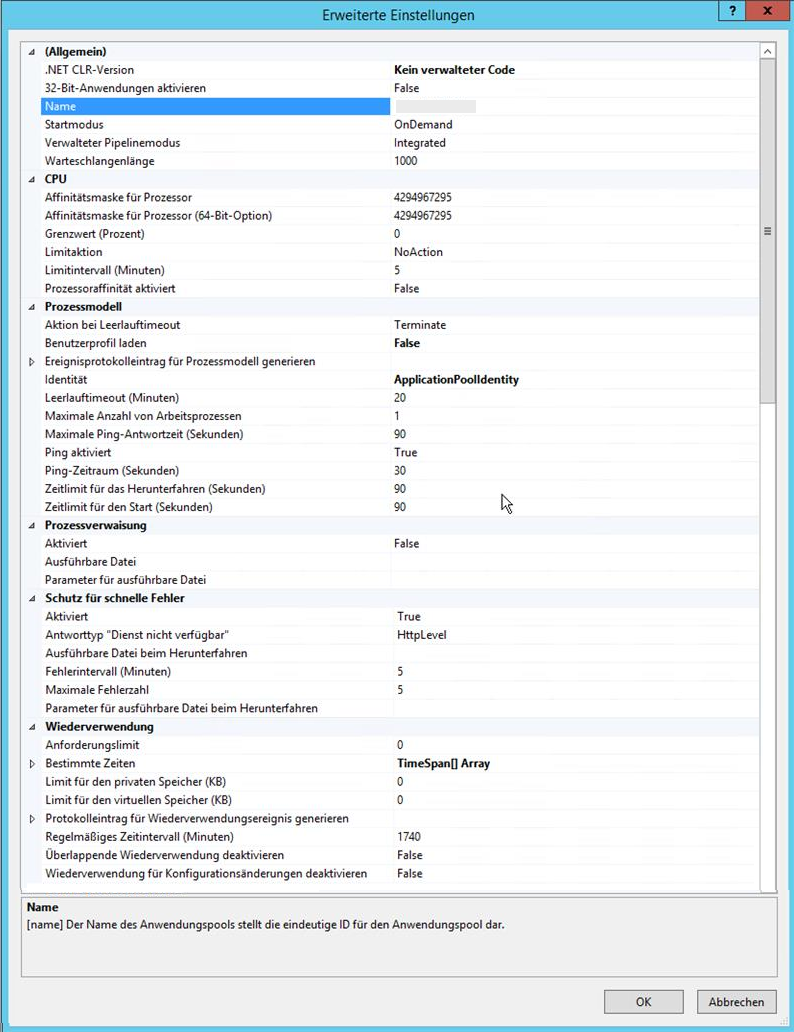 Erweiterte Einstellungen
? x
(Allgemein)
.NET CLR-Version Kein verwalteter Code
32-Bit-Anwendungen aktivieren False
Name
Startmodus OnDemand
Verwalteter Pipelinemodus Integrated
Warteschlangenlänge 1000
CPU
Affinitätsmaske für Prozessor 4294967295
Affinitätsmaske für Prozessor (64-Bit-Option) 4294967295
Grenzwert (Prozent) 0
Limitaktion NoAction
Limitintervall (Minuten) 5
Prozessoraffinität aktiviert False
Prozessmodell
Aktion bei Leerlauftimeout Terminate
Benutzerprofil laden False
Ereignisprotokolleintrag für Prozessmodell generieren
Identität ApplicationPoolIdentity
Leerlauftimeout (Minuten) 20
Maximale Anzahl von Arbeitsprozessen 1
Maximale Ping-Antwortzeit (Sekunden) 90
Ping aktiviert True
Ping-Zeitraum (Sekunden) 30
Zeitlimit für das Herunterfahren (Sekunden) 90
Zeitlimit für den Start (Sekunden) 90
Prozessverwaisung
Aktiviert False
Ausführbare Datei
Parameter für ausführbare Datei
Schutz für schnelle Fehler
Aktiviert True
Antworttyp "Dienst nicht verfügbar" HttpLevel
Ausführbare Datei beim Herunterfahren
Fehlerintervall (Minuten) 5
Maximale Fehlerzahl 5
Parameter für ausführbare Datei beim Herunterfahren
Wiederverwendung
Anforderungslimit 0
Bestimmte Zeiten TimeSpan[] Array
Limit für den privaten Speicher (KB) 0
Limit für den virtuellen Speicher (KB) 0
Protokolleintrag für Wiederverwendungsereignis generieren
Regelmäßiges Zeitintervall (Minuten) 1740
Überlappende Wiederverwendung deaktivieren False
Wiederverwendung für Konfigurationsänderungen deaktivieren False
Name
[name] Der Name des Anwendungspools stellt die eindeutige ID für den Anwendungspool dar.
OK Abbrechen